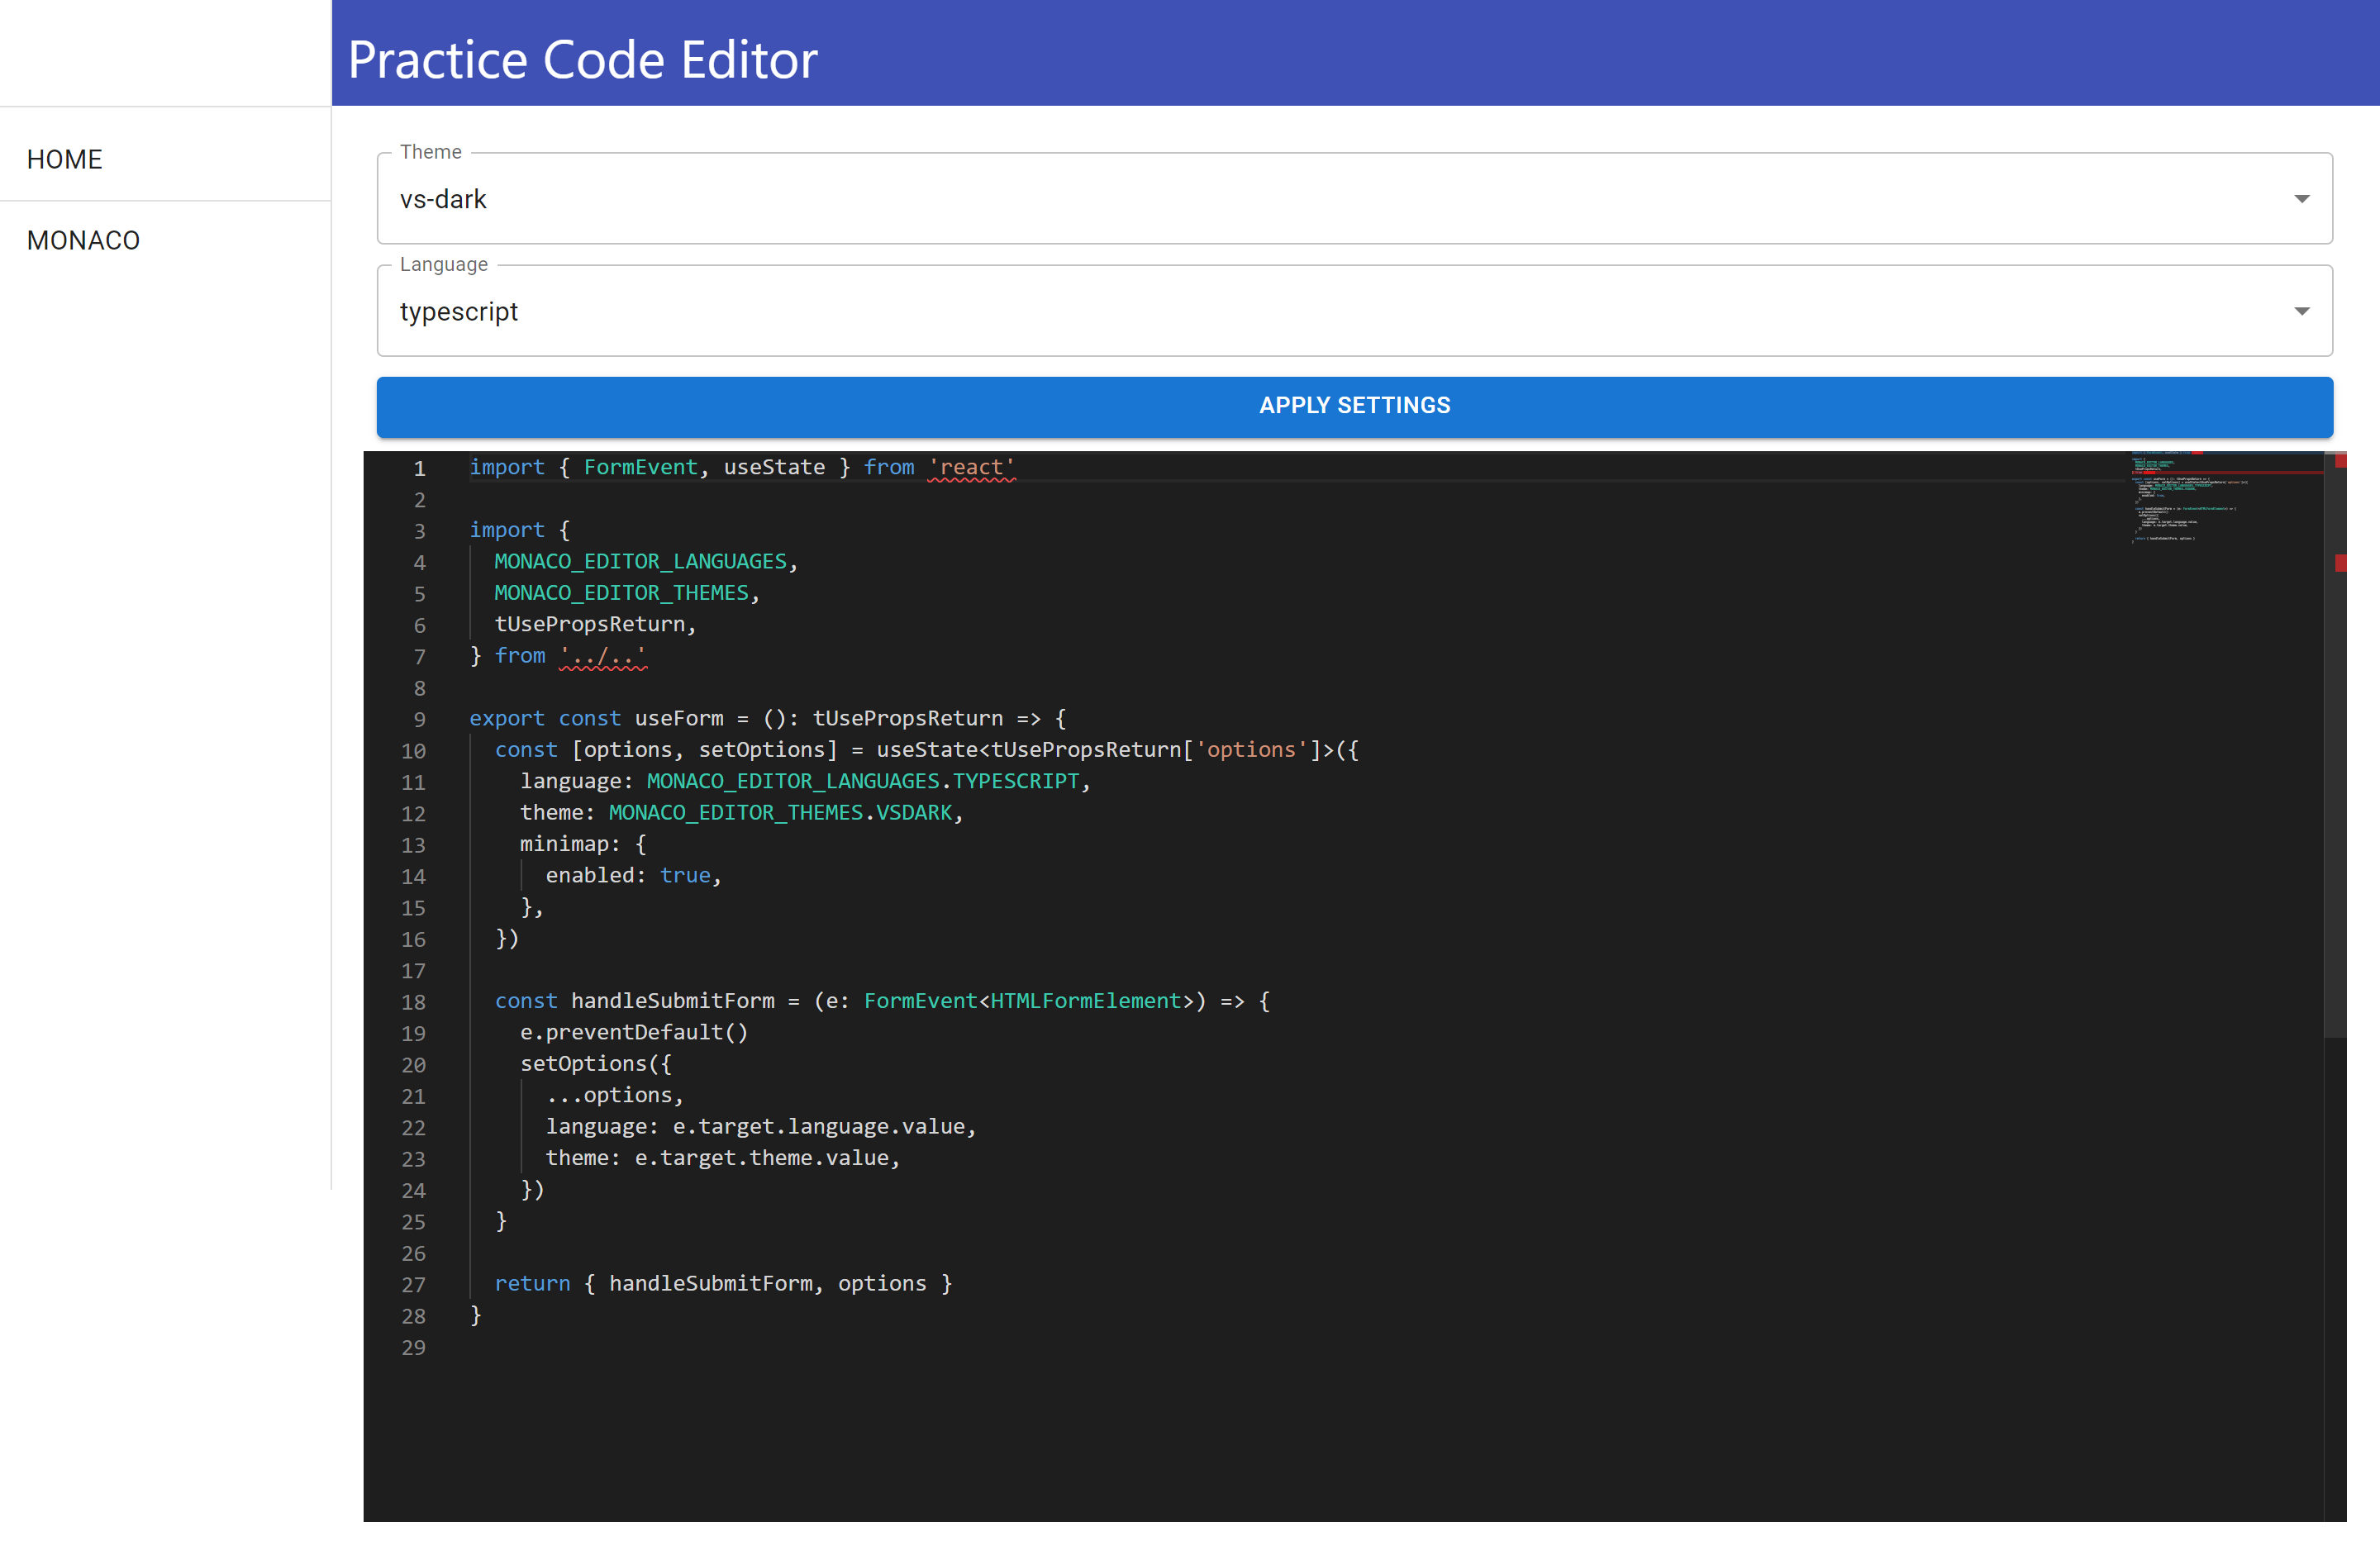 Practice Code Editor
HOME
MONACO
Theme
vs-dark
Language
typescript
APPLY SETTINGS
1 import { FormEvent, useState } from 'react'
2
3 import {
4   MONACO_EDITOR_LANGUAGES,
5   MONACO_EDITOR_THEMES,
6   tUsePropsReturn,
7 } from '../..'
8
9 export const useForm = (): tUsePropsReturn => {
10   const [options, setOptions] = useState<tUsePropsReturn['options']>({
11     language: MONACO_EDITOR_LANGUAGES.TYPESCRIPT,
12     theme: MONACO_EDITOR_THEMES.VSDARK,
13     minimap: {
14       enabled: true,
15     },
16   })
17
18   const handleSubmitForm = (e: FormEvent<HTMLFormElement>) => {
19     e.preventDefault()
20     setOptions({
21       ...options,
22       language: e.target.language.value,
23       theme: e.target.theme.value,
24     })
25   }
26
27   return { handleSubmitForm, options }
28 }
29